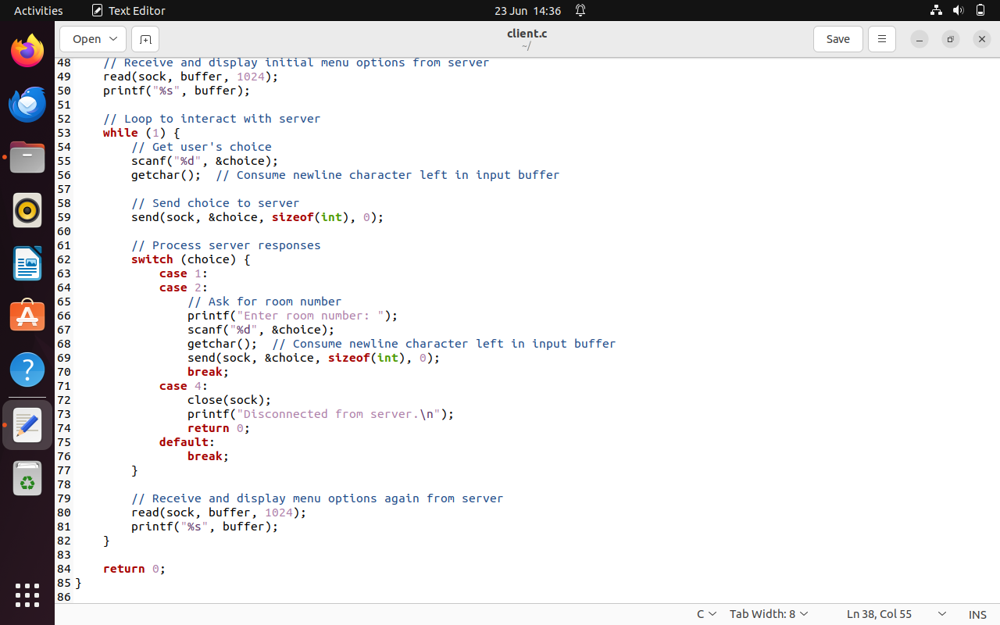 Activities Text Editor 23 Jun 14:36
Open client.c Save
~/
48 // Receive and display initial menu options from server
49 read(sock, buffer, 1024);
50 printf("%s", buffer);
51
52 // Loop to interact with server
53 while (1) {
54 // Get user's choice
55 scanf("%d", &choice);
56 getchar();  // Consume newline character left in input buffer
57
58 // Send choice to server
59 send(sock, &choice, sizeof(int), 0);
60
61 // Process server responses
62 switch (choice) {
63 case 1:
64 case 2:
65 // Ask for room number
66 printf("Enter room number: ");
67 scanf("%d", &choice);
68 getchar();  // Consume newline character left in input buffer
69 send(sock, &choice, sizeof(int), 0);
70 break;
71 case 4:
72 close(sock);
73 printf("Disconnected from server.\n");
74 return 0;
75 default:
76 break;
77 }
78
79 // Receive and display menu options again from server
80 read(sock, buffer, 1024);
81 printf("%s", buffer);
82 }
83
84 return 0;
85 }
86
C Tab Width: 8 Ln 38, Col 55 INS